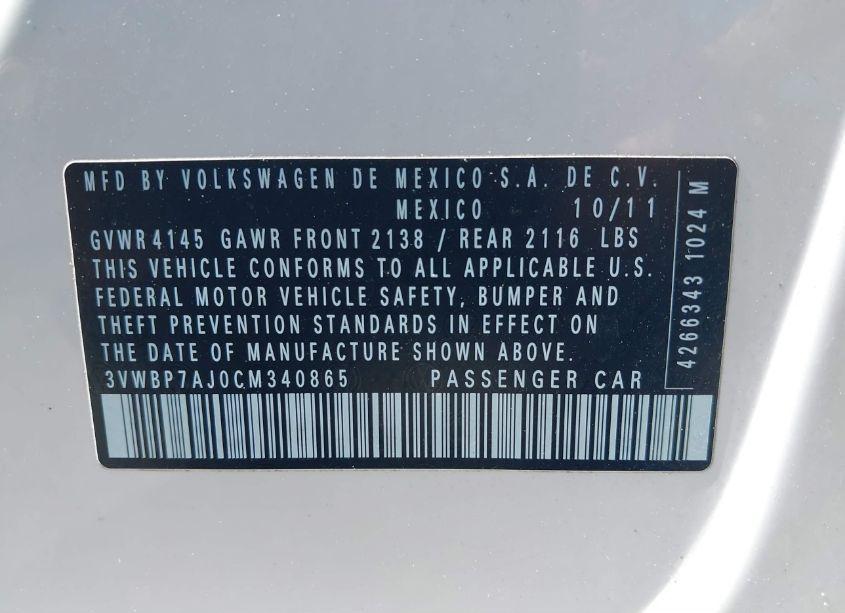 MFD BY VOLKSWAGEN DE MEXICO S.A. DE C.V.
MEXICO 10/11
GVWR 4145 GAWR FRONT 2138 / REAR 2116 LBS
THIS VEHICLE CONFORMS TO ALL APPLICABLE U.S.
FEDERAL MOTOR VEHICLE SAFETY, BUMPER AND
THEFT PREVENTION STANDARDS IN EFFECT ON
THE DATE OF MANUFACTURE SHOWN ABOVE.
3VWBP7AJ0CM340865 PASSENGER CAR
4266343 1024 M